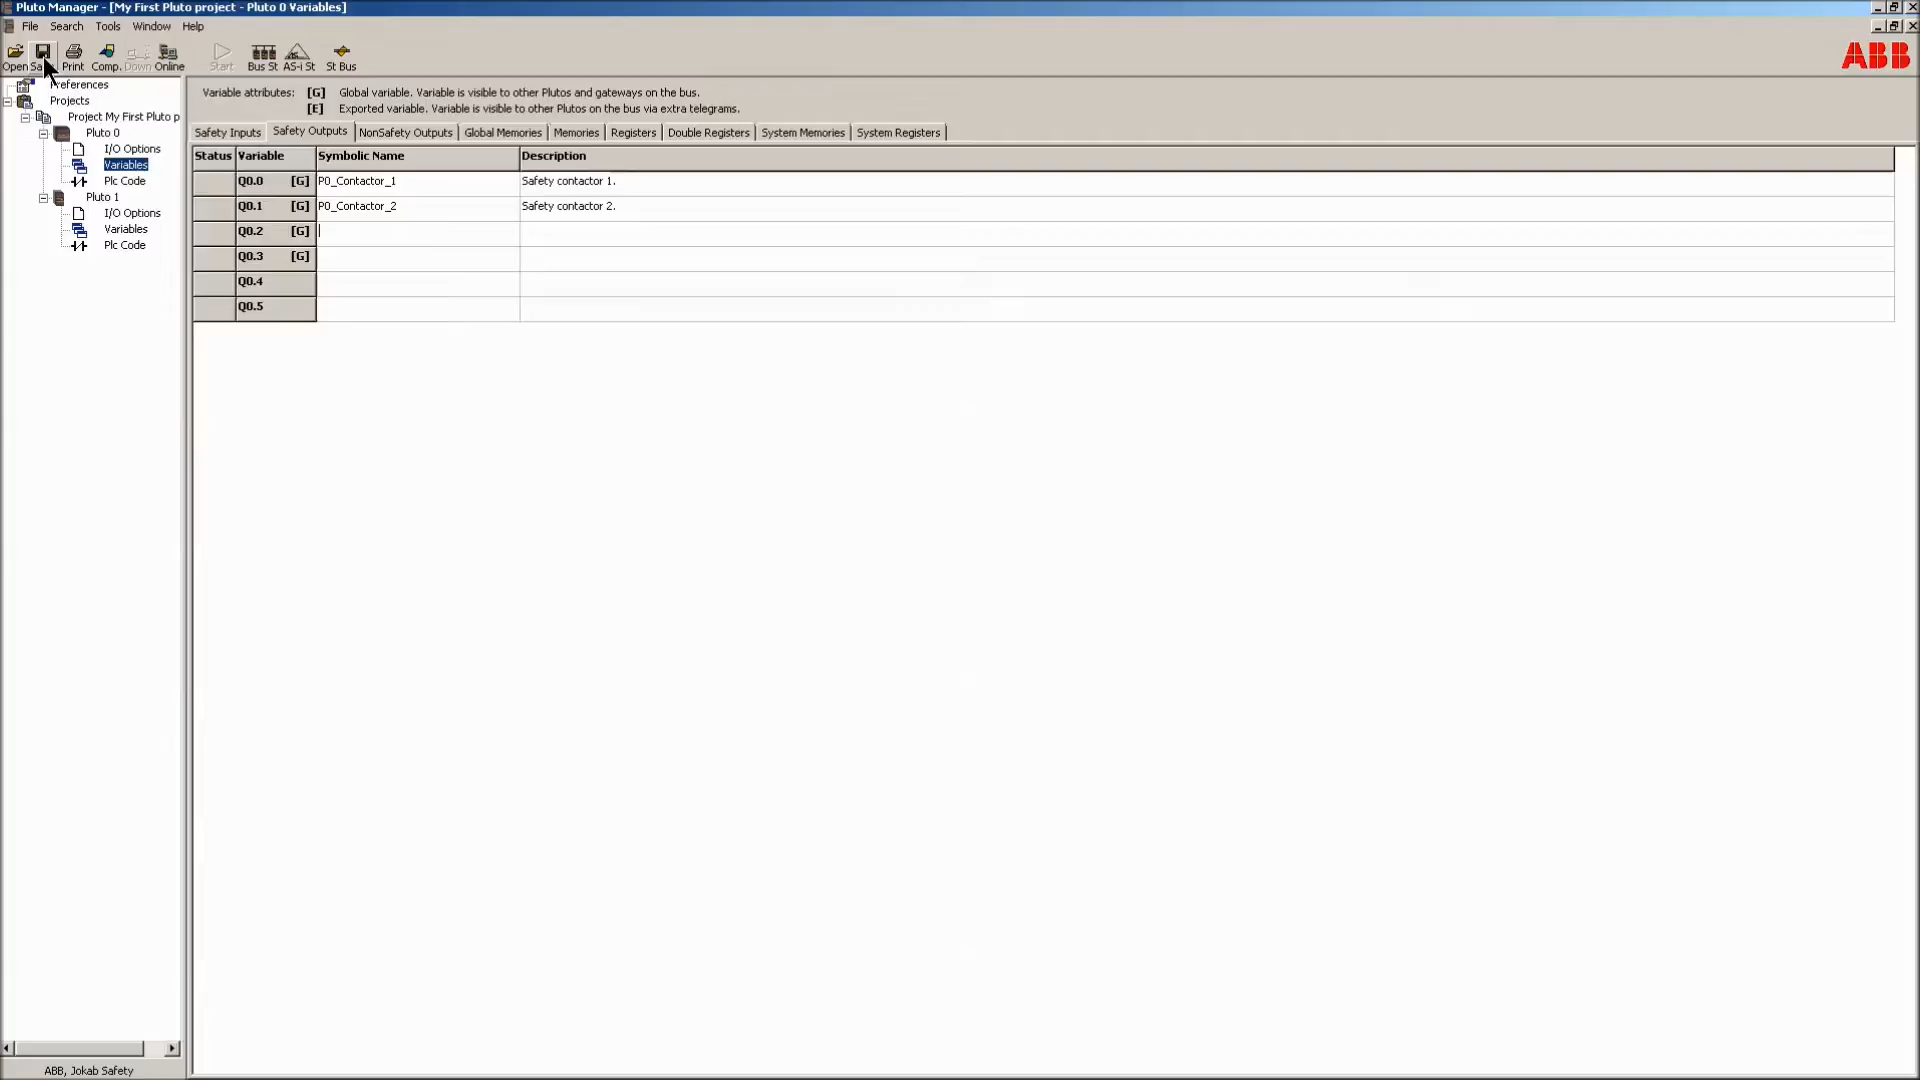 Pluto Manager - [My First Pluto project - Pluto 0 Variables]
File Search Tools Window Help
Open Print Comp. Down Online Start Bus St AS-i St St Bus
ABB
Preferences
Projects
Project My First Pluto p
Pluto 0
I/O Options
Variables
Plc Code
Pluto 1
I/O Options
Variables
Plc Code
Variable attributes: [G] Global variable. Variable is visible to other Plutos and gateways on the bus.
[E] Exported variable. Variable is visible to other Plutos on the bus via extra telegrams.
Safety Inputs Safety Outputs NonSafety Outputs Global Memories Memories Registers Double Registers System Memories System Registers
Status Variable Symbolic Name Description
Q0.0 [G] P0_Contactor_1 Safety contactor 1.
Q0.1 [G] P0_Contactor_2 Safety contactor 2.
Q0.2 [G]
Q0.3 [G]
Q0.4
Q0.5
ABB, Jokab Safety